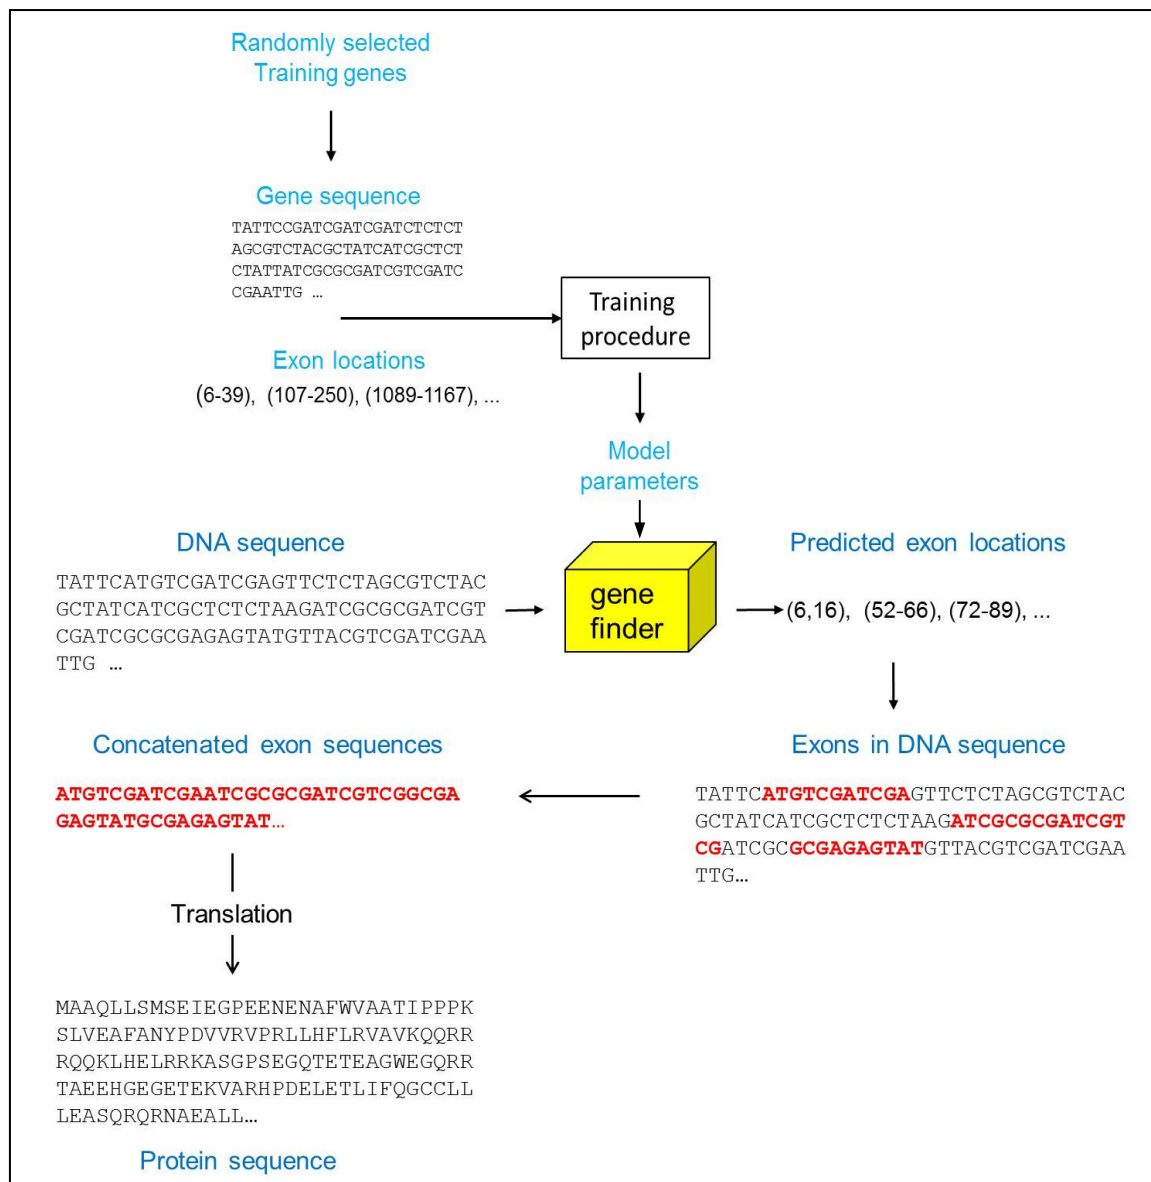 Randomly selected
Training genes
Gene sequence
TATTCCGATCGATCGATCTCTCT
AGCGTCTACGCTATCATCGCTCT
CTATTATCGCGCGATCGTCGATC
CGAATTG ...
Training
procedure
Exon locations
(6-39), (107-250), (1089-1167), ...
Model
parameters
DNA sequence
TATTCATGTCGATCGAGTTCTCTAGCGTCTAC
GCTATCATCGCTCTCTAAGATCGCGCGATCGT
CGATCGCGCGAGAGTATGTTACGTCGATCGAA
TTG ...
gene
finder
Predicted exon locations
(6,16), (52-66), (72-89), ...
Exons in DNA sequence
TATTCATGTCGATCGAGTTCTCTAGCGTCTAC
GCTATCATCGCTCTCTAAGATCGCGCGATCGT
CGATCGCGCGAGAGTATGTTACGTCGATCGAA
TTG...
Concatenated exon sequences
ATGTCGATCGAATCGCGCGATCGTCGGCGA
GAGTATGCGAGAGTAT...
Translation
MAAQLLSMSEIEGPEENENAFWVAATIPPPK
SLVEAFANYPDVVRVPRLLHFLRVAVKQQRR
RQQKLHELRRKASGPSEGQTETEAGWEGQRR
TAEEHGEGETEKVARHPDELETLIFQGCCLL
LEASQRQRNAEALL...
Protein sequence